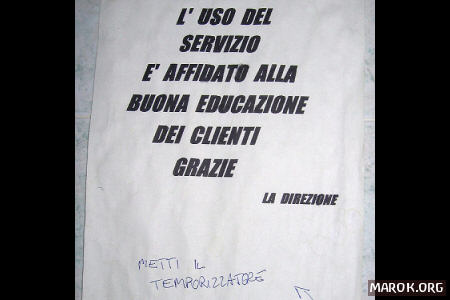 L' USO DEL
SERVIZIO
E' AFFIDATO ALLA
BUONA EDUCAZIONE
DEI CLIENTI
GRAZIE
LA DIREZIONE
METTI IL
TEMPORIZZATORE
MAROK.ORG